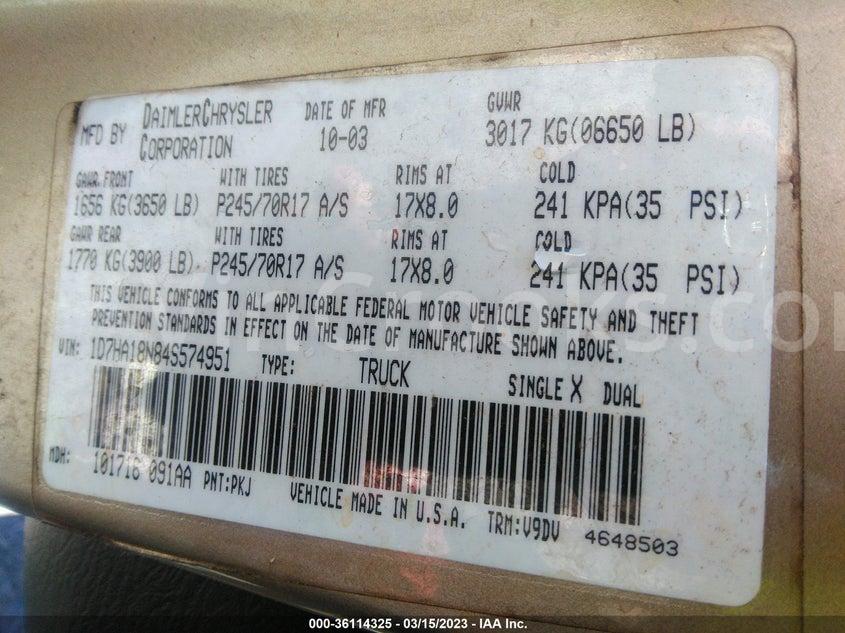 MFD BY DAIMLERCHRYSLER CORPORATION DATE OF MFR 10-03 GVWR 3017 KG(06650 LB)
GAWR FRONT WITH TIRES RIMS AT COLD
1656 KG(3650 LB) P245/70R17 A/S 17X8.0 241 KPA(35 PSI)
GAWR REAR WITH TIRES RIMS AT COLD
1770 KG(3900 LB) P245/70R17 A/S 17X8.0 241 KPA(35 PSI)
THIS VEHICLE CONFORMS TO ALL APPLICABLE FEDERAL MOTOR VEHICLE SAFETY AND THEFT
PREVENTION STANDARDS IN EFFECT ON THE DATE OF MANUFACTURE SHOWN ABOVE.
VIN: 1D7HA18N84S574951 TYPE: TRUCK SINGLE X DUAL
MDH: 101716 091AA PNT:PKJ VEHICLE MADE IN U.S.A. TRM:V9DV 4648503
000-36114325 - 03/15/2023 - IAA Inc.